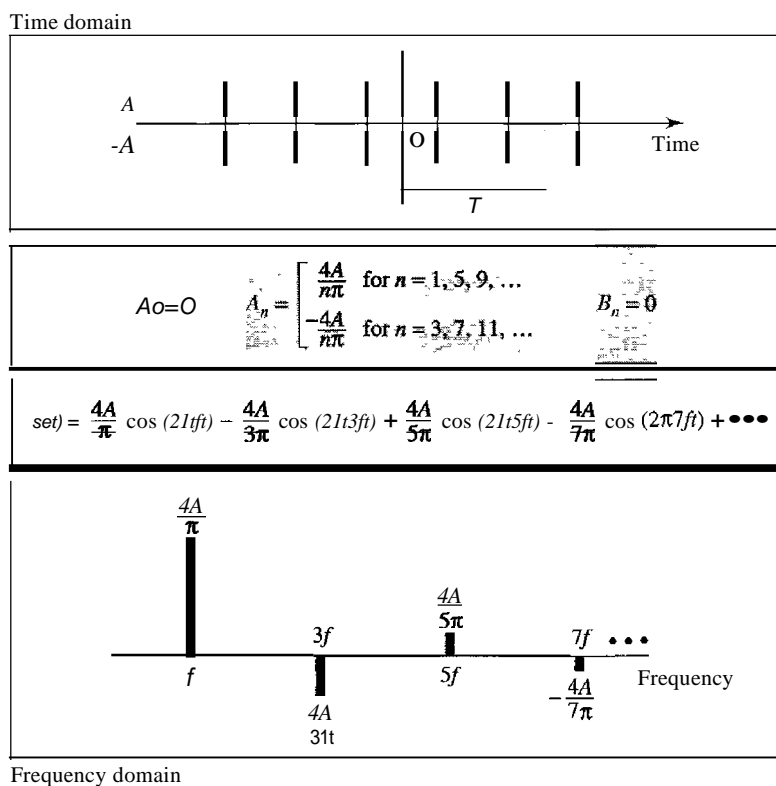 Time domain
A
-A
O
Time
T
Ao=O
A_n = 4A/nπ for n = 1, 5, 9, ...
-4A/nπ for n = 3, 7, 11, ...
B_n = 0
set) = 4A/π cos (21tft) - 4A/3π cos (21t3ft) + 4A/5π cos (21t5ft) - 4A/7π cos (2π7ft) + •••
4A/π
4A/5π
3f
7f •••
f
5f
Frequency
4A
31t
-4A/7π
Frequency domain